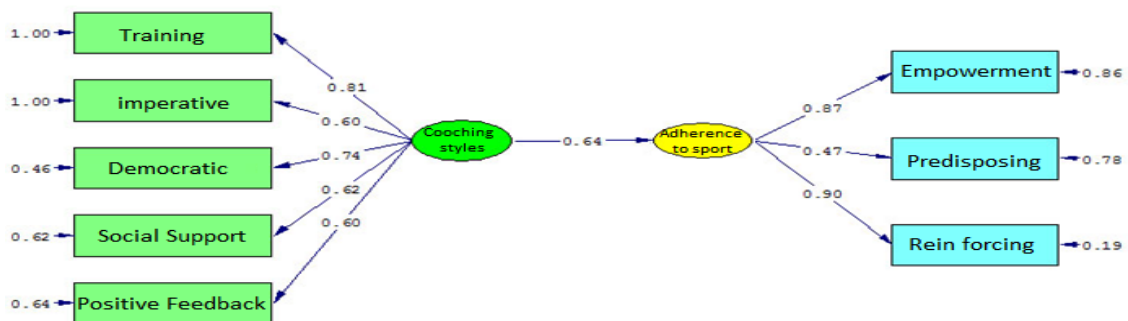 1.00
Training
1.00
imperative
0.46
Democratic
0.62
Social Support
0.64
Positive Feedback
0.81
0.60
0.74
0.62
0.60
Cooching
styles
0.64
Adherence
to sport
0.87
0.47
0.90
Empowerment
0.86
Predisposing
0.78
Rein forcing
0.19